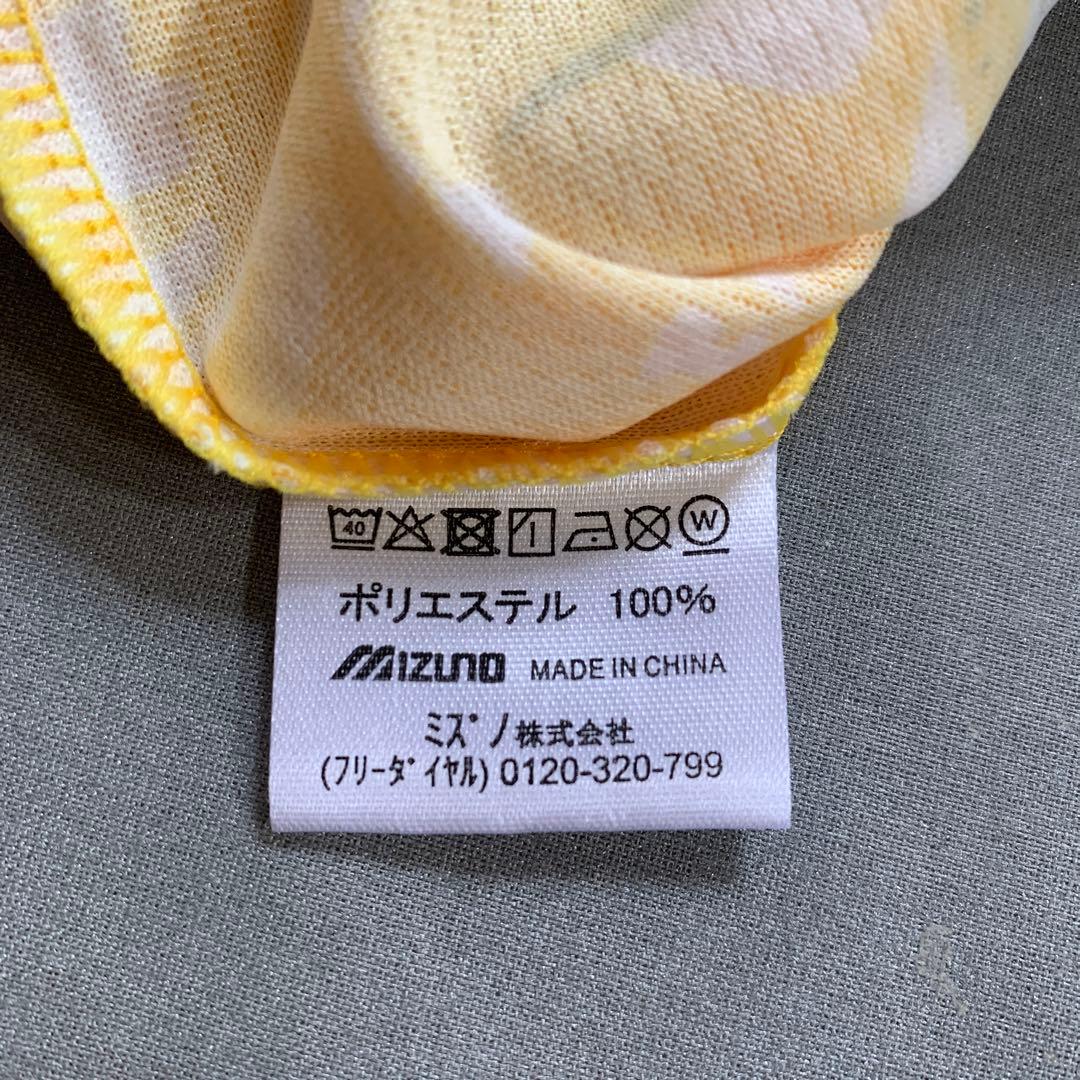 40 W
ポリエステル 100%
MIZUNO MADE IN CHINA
ミズノ株式会社
(フリーダイヤル) 0120-320-799